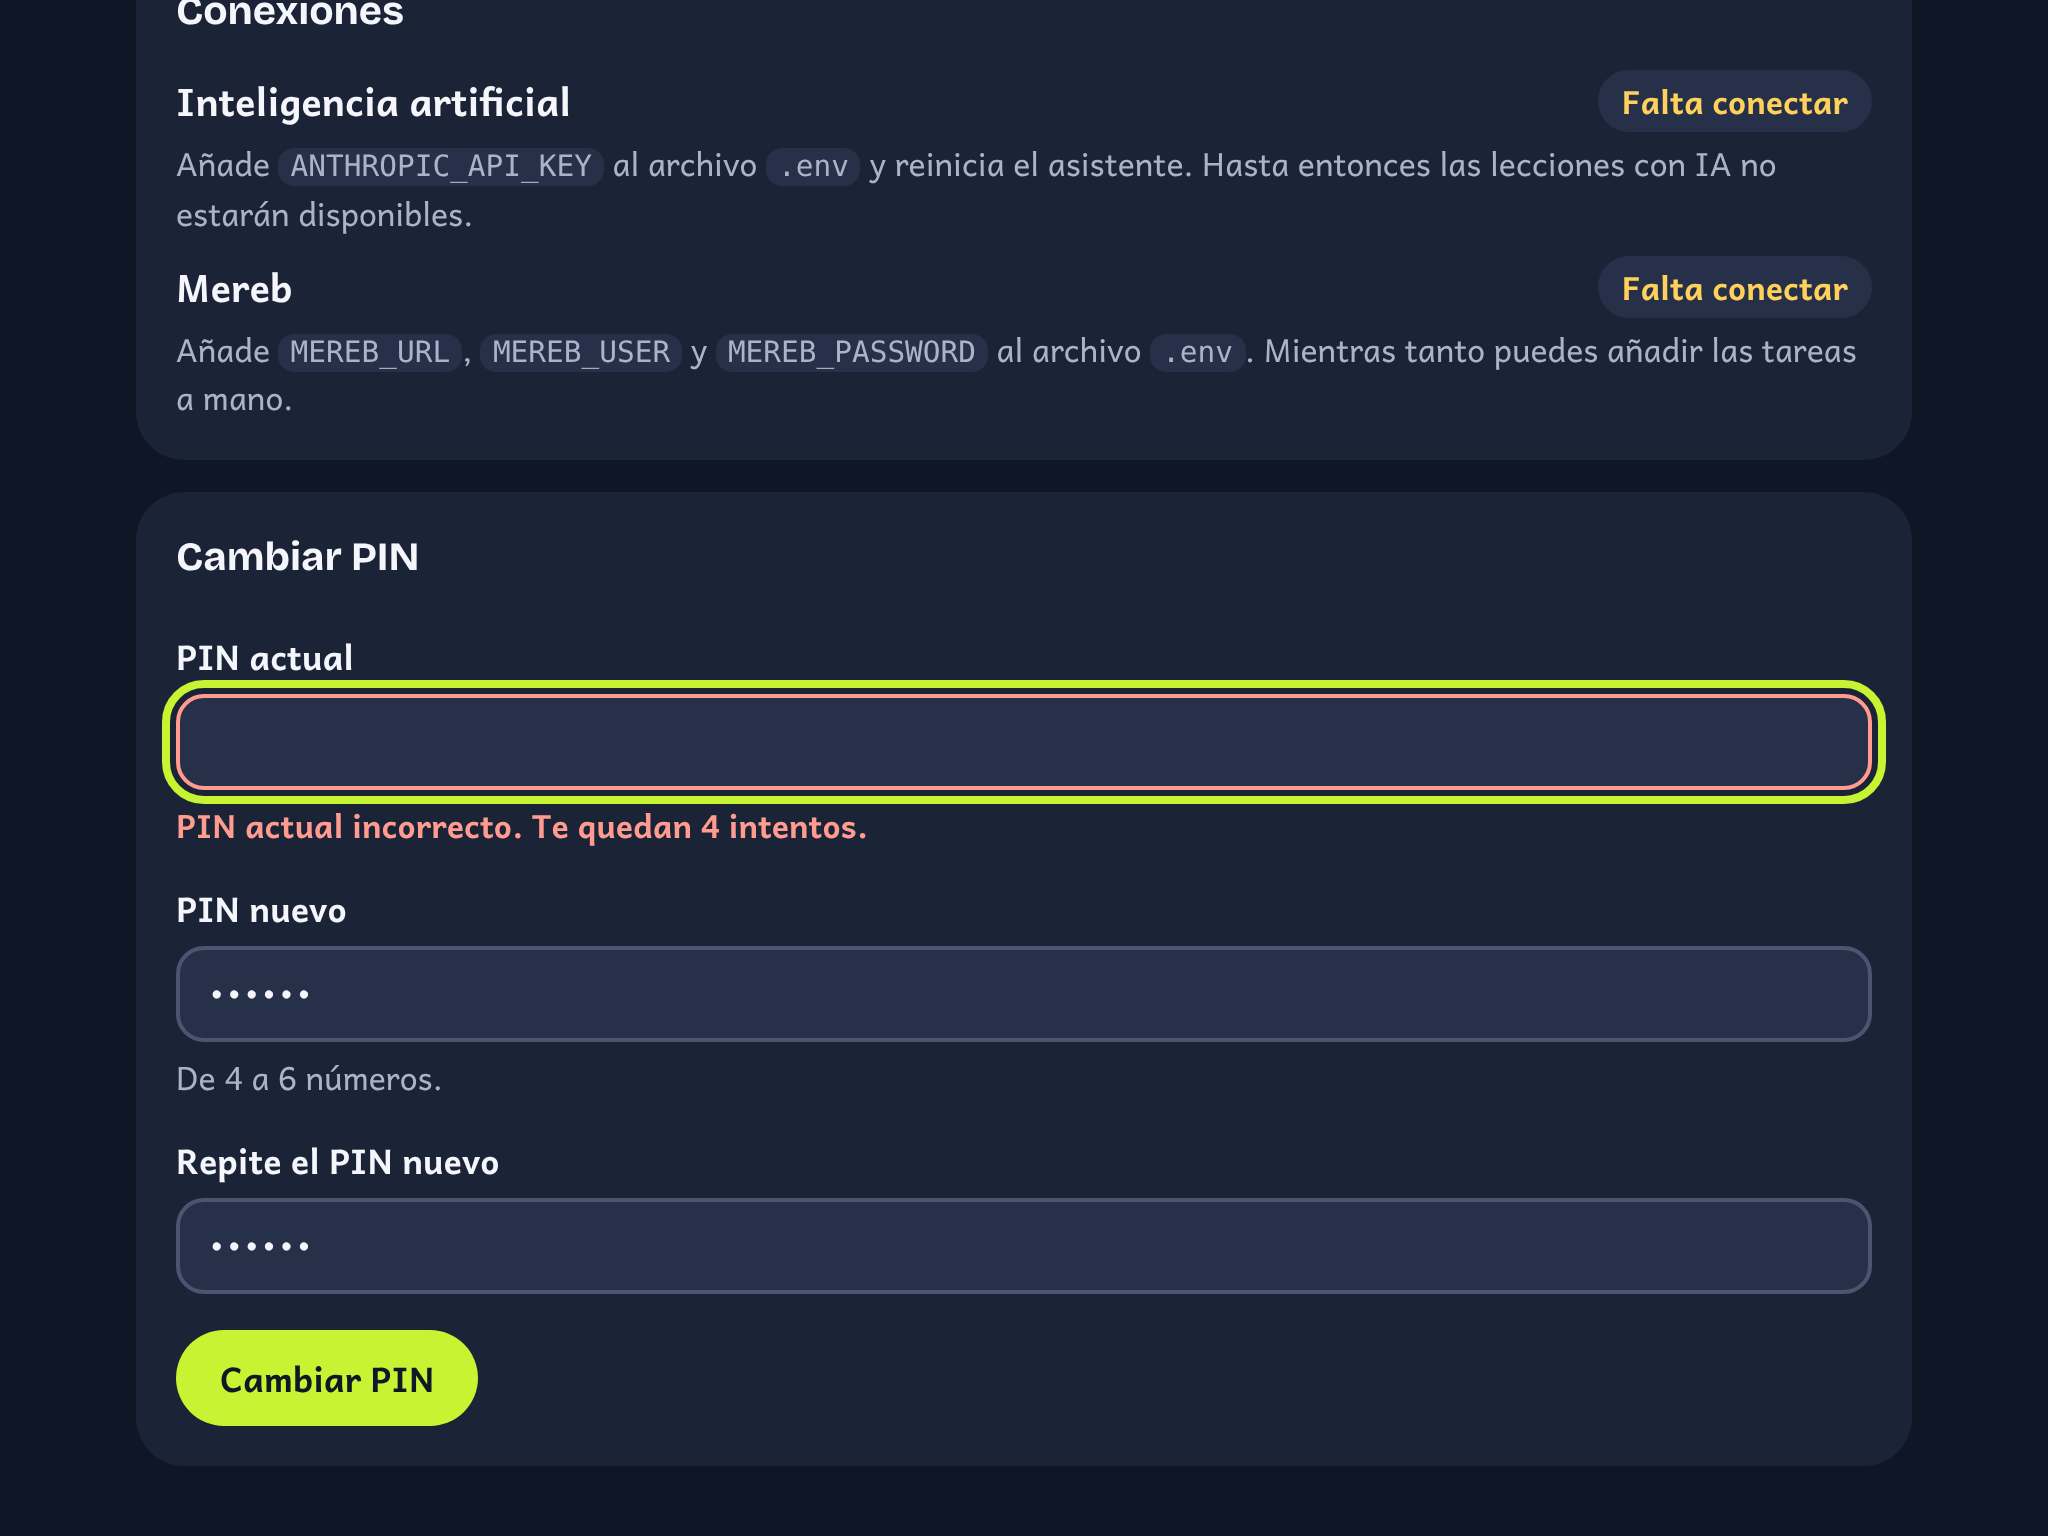 Conexiones
Inteligencia artificial
Falta conectar
Añade ANTHROPIC_API_KEY al archivo .env y reinicia el asistente. Hasta entonces las lecciones con IA no
estarán disponibles.
Mereb
Falta conectar
Añade MEREB_URL, MEREB_USER y MEREB_PASSWORD al archivo .env. Mientras tanto puedes añadir las tareas
a mano.
Cambiar PIN
PIN actual
PIN actual incorrecto. Te quedan 4 intentos.
PIN nuevo
••••••
De 4 a 6 números.
Repite el PIN nuevo
••••••
Cambiar PIN